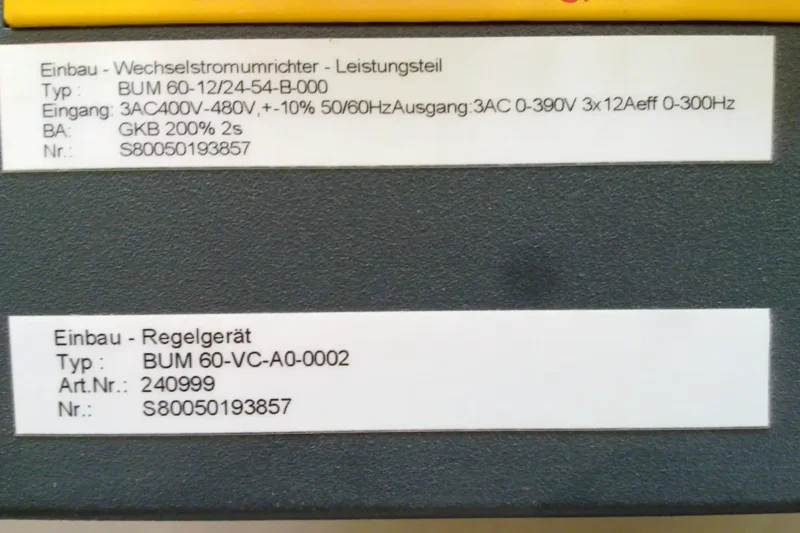 Einbau - Wechselstromumrichter - Leistungsteil
Typ : BUM 60-12/24-54-B-000
Eingang: 3AC400V-480V,+-10% 50/60HzAusgang:3AC 0-390V 3x12Aeff 0-300Hz
BA: GKB 200% 2s
Nr.: S80050193857
Einbau - Regelgerät
Typ : BUM 60-VC-A0-0002
Art.Nr.: 240999
Nr.: S80050193857